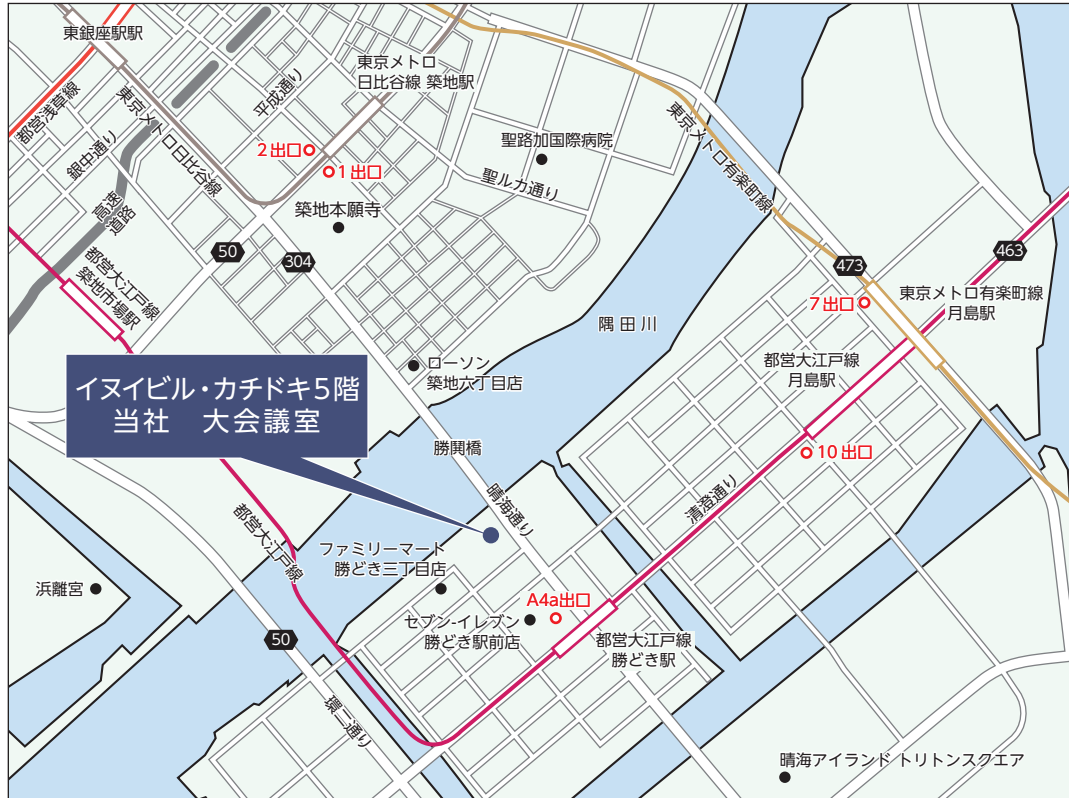 東銀座駅駅
東京メトロ
日比谷線 築地駅
平成通り
都営浅草線
銀中通り
東京メトロ日比谷線
2出口
1出口
聖路加国際病院
聖ルカ通り
東京メトロ有楽町線
高速
道路
築地本願寺
50
304
463
473
都営大江戸線
築地市場駅
7出口
東京メトロ有楽町線
月島駅
隅田川
ローソン
築地六丁目店
都営大江戸線
月島駅
イヌイビル・カチドキ5階
当社 大会議室
勝鬨橋
10出口
晴海通り
清澄通り
都営大江戸線
ファミリーマート
勝どき三丁目店
浜離宮
A4a出口
セブン-イレブン
勝どき駅前店
50
都営大江戸線
勝どき駅
環二通り
晴海アイランド トリトンスクエア